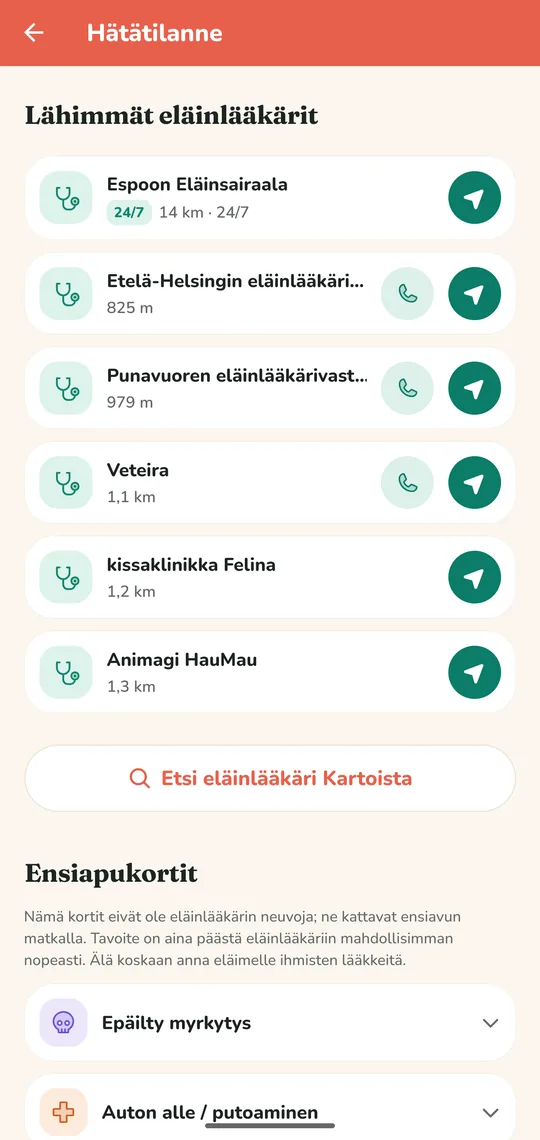 Hätätilanne
Lähimmät eläinlääkärit
Espoon Eläinsairaala
24/7 14 km · 24/7
Etelä-Helsingin eläinlääkäri...
825 m
Punavuoren eläinlääkärivast...
979 m
Veteira
1,1 km
kissaklinikka Felina
1,2 km
Animagi HauMau
1,3 km
Etsi eläinlääkäri Kartoista
Ensiapukortit
Nämä kortit eivät ole eläinlääkärin neuvoja; ne kattavat ensiavun
matkalla. Tavoite on aina päästä eläinlääkäriin mahdollisimman
nopeasti. Älä koskaan anna eläimelle ihmisten lääkkeitä.
Epäilty myrkytys
Auton alle / putoaminen